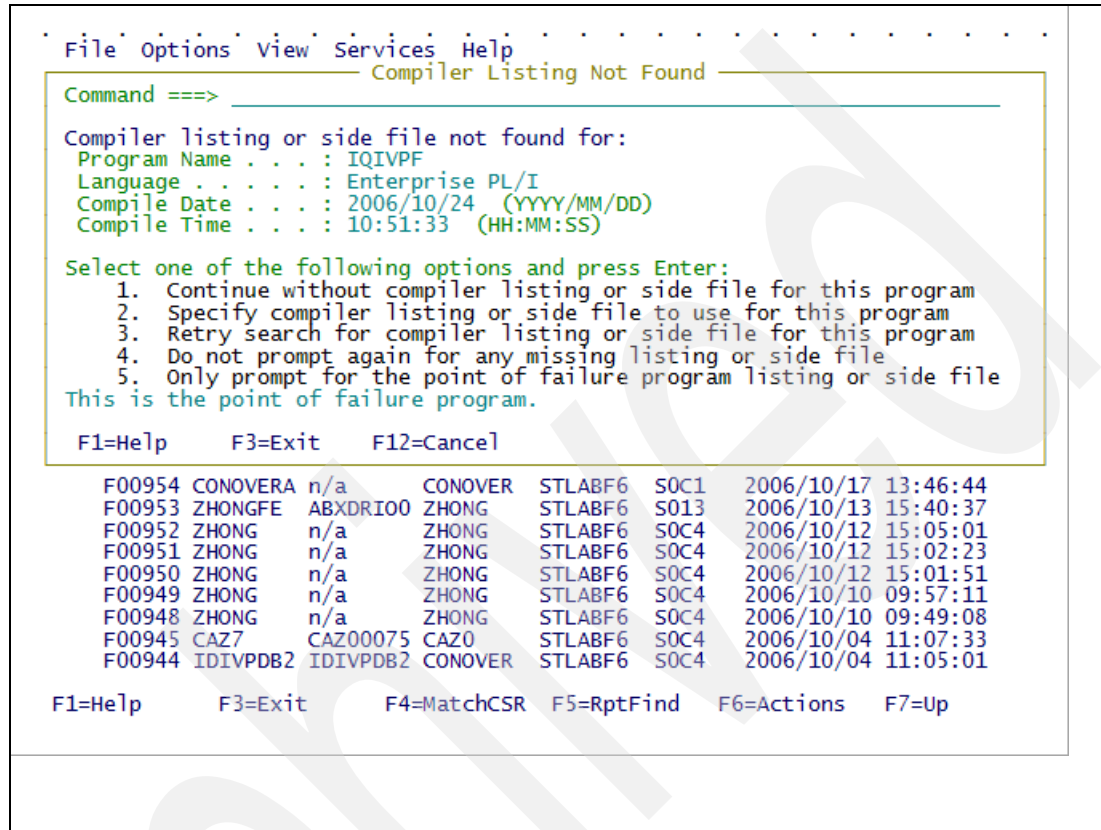 . . . . . . . . . . . . . . . . . . . . . . . . . . .
File Options View Services Help
Compiler Listing Not Found
Command ===> ________________________________________
Compiler listing or side file not found for:
Program Name . . . : IQIVPF
Language . . . . . : Enterprise PL/I
Compile Date . . . : 2006/10/24 (YYYY/MM/DD)
Compile Time . . . : 10:51:33 (HH:MM:SS)
Select one of the following options and press Enter:
1. Continue without compiler listing or side file for this program
2. Specify compiler listing or side file to use for this program
3. Retry search for compiler listing or side file for this program
4. Do not prompt again for any missing listing or side file
5. Only prompt for the point of failure program listing or side file
This is the point of failure program.
F1=Help F3=Exit F12=Cancel
F00954 CONOVERA n/a CONOVER STLABF6 S0C1 2006/10/17 13:46:44
F00953 ZHONGFE ABXDRIO0 ZHONG STLABF6 S013 2006/10/13 15:40:37
F00952 ZHONG n/a ZHONG STLABF6 S0C4 2006/10/12 15:05:01
F00951 ZHONG n/a ZHONG STLABF6 S0C4 2006/10/12 15:02:23
F00950 ZHONG n/a ZHONG STLABF6 S0C4 2006/10/12 15:01:51
F00949 ZHONG n/a ZHONG STLABF6 S0C4 2006/10/10 09:57:11
F00948 ZHONG n/a ZHONG STLABF6 S0C4 2006/10/10 09:49:08
F00945 CAZ7 CAZ00075 CAZ0 STLABF6 S0C4 2006/10/04 11:07:33
F00944 IDIVPDB2 IDIVPDB2 CONOVER STLABF6 S0C4 2006/10/04 11:05:01
F1=Help F3=Exit F4=MatchCSR F5=RptFind F6=Actions F7=Up